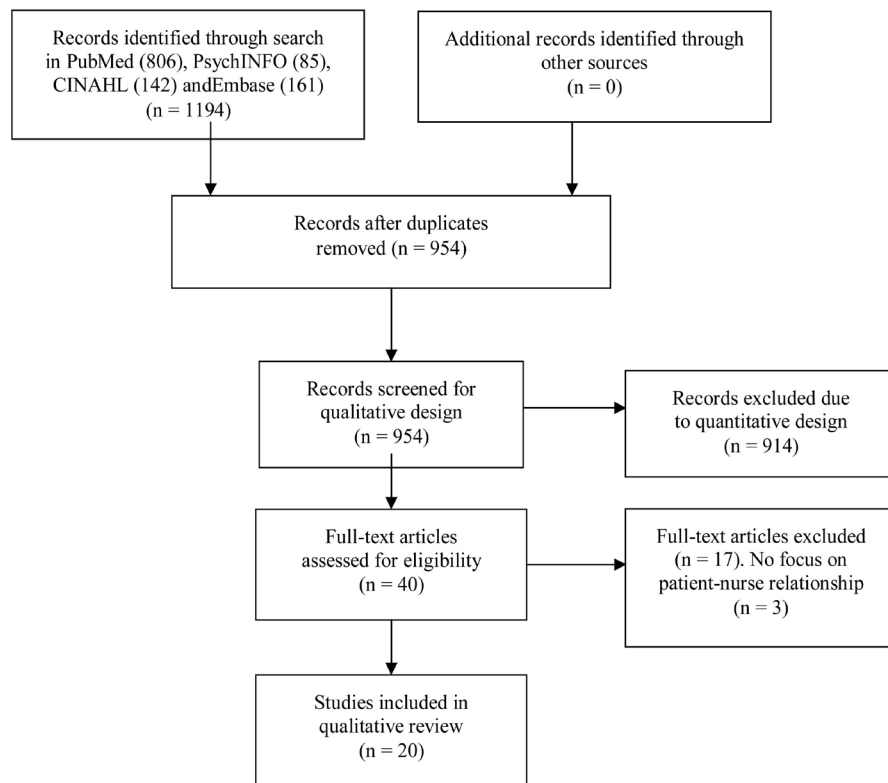 Records identified through search
in PubMed (806), PsychINFO (85),
CINAHL (142) andEmbase (161)
(n = 1194)
Additional records identified through
other sources
(n = 0)
Records after duplicates
removed (n = 954)
Records screened for
qualitative design
(n = 954)
Records excluded due
to quantitative design
(n = 914)
Full-text articles
assessed for eligibility
(n = 40)
Full-text articles excluded
(n = 17). No focus on
patient-nurse relationship
(n = 3)
Studies included in
qualitative review
(n = 20)